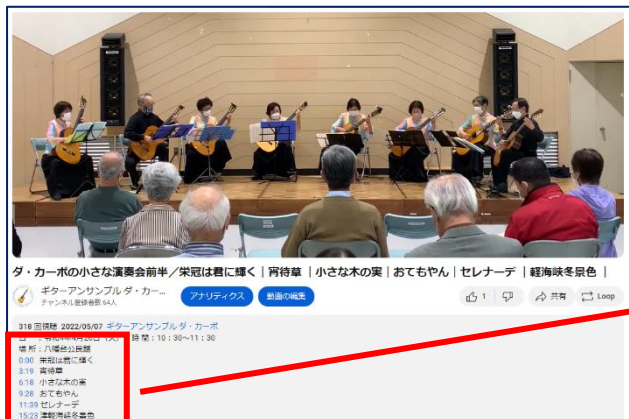 ダ・カーポの小さな演奏会前半／栄冠は君に輝く｜宵待草｜小さな木の実｜おてもやん｜セレナーデ｜軽海峡冬景色｜
ギターアンサンブル ダ・カー...
チャンネル登録者数 64人
アナリティクス
動画の編集
1
共有
Loop
318 回視聴 2022/05/07 ギターアンサンブル ダ・カーポ
時 間：10：30～11：30
場 所：八幡台公民館
0:00 栄冠は君に輝く
3:19 宵待草
6:18 小さな木の実
9:28 おてもやん
11:39 セレナーデ
15:23 津軽海峡冬景色